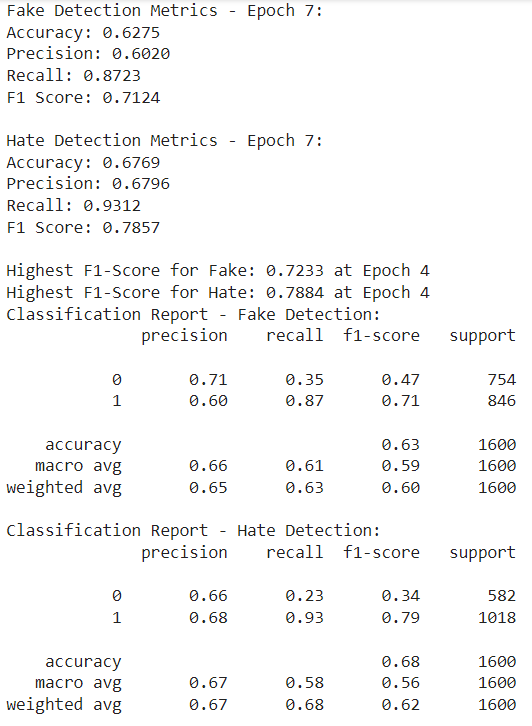 Fake Detection Metrics - Epoch 7:
Accuracy: 0.6275
Precision: 0.6020
Recall: 0.8723
F1 Score: 0.7124

Hate Detection Metrics - Epoch 7:
Accuracy: 0.6769
Precision: 0.6796
Recall: 0.9312
F1 Score: 0.7857

Highest F1-Score for Fake: 0.7233 at Epoch 4
Highest F1-Score for Hate: 0.7884 at Epoch 4
Classification Report - Fake Detection:
              precision    recall  f1-score   support

           0       0.71      0.35      0.47       754
           1       0.60      0.87      0.71       846

    accuracy                           0.63      1600
   macro avg       0.66      0.61      0.59      1600
weighted avg       0.65      0.63      0.60      1600

Classification Report - Hate Detection:
              precision    recall  f1-score   support

           0       0.66      0.23      0.34       582
           1       0.68      0.93      0.79      1018

    accuracy                           0.68      1600
   macro avg       0.67      0.58      0.56      1600
weighted avg       0.67      0.68      0.62      1600